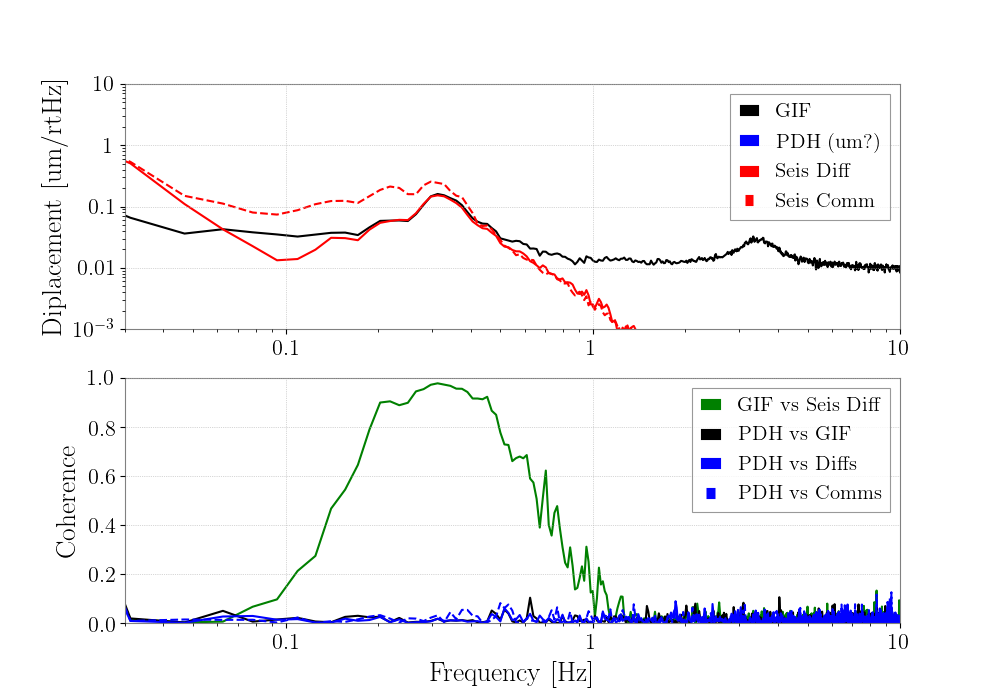 Diplacement [um/rtHz]
10
1
0.1
0.01
10−3
GIF
PDH (um?)
Seis Diff
Seis Comm
0.1
1
10
Coherence
1.0
0.8
0.6
0.4
0.2
0.0
GIF vs Seis Diff
PDH vs GIF
PDH vs Diffs
PDH vs Comms
0.1
1
10
Frequency [Hz]